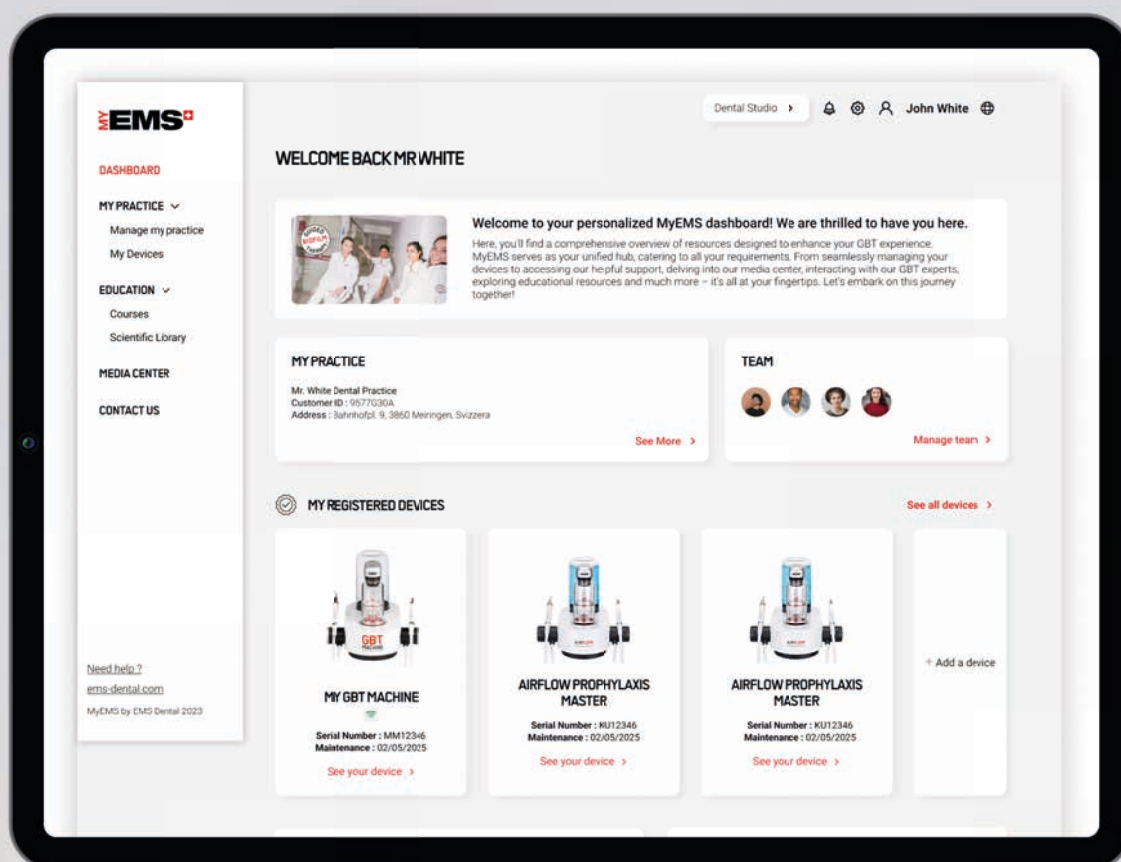 MY EMS
Dental Studio
John White
DASHBOARD
MY PRACTICE
Manage my practice
My Devices
EDUCATION
Courses
Scientific Library
MEDIA CENTER
CONTACT US
Need help ?
ems-dental.com
MyEMS by EMS Dental 2023
WELCOME BACK MR WHITE
GUIDED BIOFILM THERAPY
Welcome to your personalized MyEMS dashboard! We are thrilled to have you here.
Here, you'll find a comprehensive overview of resources designed to enhance your GBT experience.
MyEMS serves as your unified hub, catering to all your requirements. From seamlessly managing your
devices to accessing our helpful support, delving into our media center, interacting with our GBT experts,
exploring educational resources and much more – it's all at your fingertips. Let's embark on this journey
together!
MY PRACTICE
Mr. White Dental Practice
Customer ID : 9577G30A
Address : Bahnhofpl. 9, 3860 Meiringen, Svizzera
See More
TEAM
Manage team
MY REGISTERED DEVICES
See all devices
GBT
MACHINE
MY GBT MACHINE
Serial Number : MM12346
Maintenance : 02/05/2025
See your device
AIRFLOW
AIRFLOW PROPHYLAXIS
MASTER
Serial Number : KU12346
Maintenance : 02/05/2025
See your device
AIRFLOW
AIRFLOW PROPHYLAXIS
MASTER
Serial Number : KU12346
Maintenance : 02/05/2025
See your device
+ Add a device